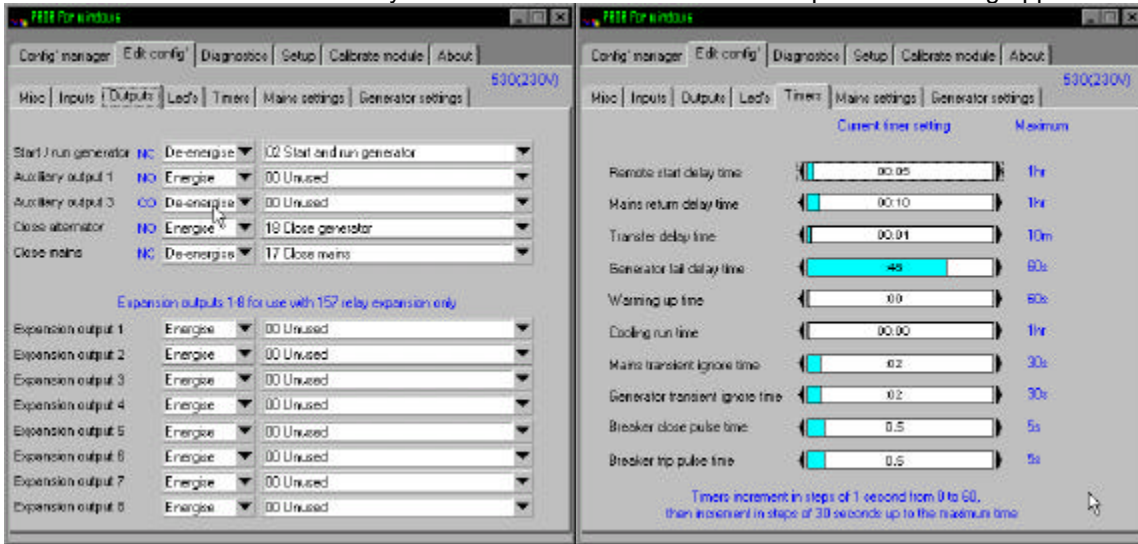 P808 For windows
Config' manager Edit config' Diagnostics Setup Calibrate module About
530(230V)
Misc Inputs Outputs Led's Timers Mains settings Generator settings
Start / run generator NC De-energise 02 Start and run generator
Auxiliary output 1 NO Energise 00 Unused
Auxiliary output 3 CO De-energise 00 Unused
Close alternator NO Energise 18 Close generator
Close mains NC De-energise 17 Close mains
Expansion outputs 1-8 for use with 157 relay expansion only
Expansion output 1 Energise 00 Unused
Expansion output 2 Energise 00 Unused
Expansion output 3 Energise 00 Unused
Expansion output 4 Energise 00 Unused
Expansion output 5 Energise 00 Unused
Expansion output 6 Energise 00 Unused
Expansion output 7 Energise 00 Unused
Expansion output 8 Energise 00 Unused
P808 For windows
Config' manager Edit config' Diagnostics Setup Calibrate module About
530(230V)
Misc Inputs Outputs Led's Timers Mains settings Generator settings
Current timer setting Maximum
Remote start delay time 00:05 1hr
Mains return delay time 00:10 1hr
Transfer delay time 00:01 10m
Generator fail delay time :45 60s
Warming up time :00 60s
Cooling run time 00:00 1hr
Mains transient ignore time :02 30s
Generator transient ignore time :02 30s
Breaker close pulse time 0.5 5s
Breaker trip pulse time 0.5 5s
Timers increment in steps of 1 second from 0 to 60,
then increment in steps of 30 seconds up to the maximum time